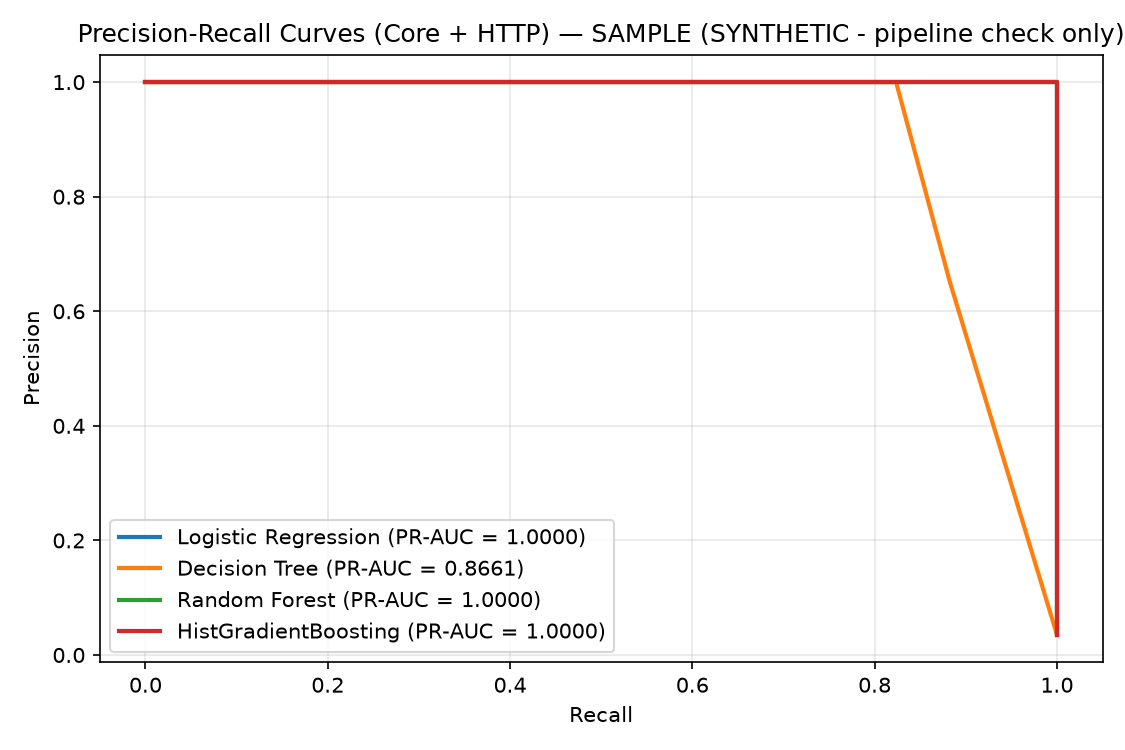 Precision-Recall Curves (Core + HTTP) — SAMPLE (SYNTHETIC - pipeline check only)
Precision
1.0
0.8
0.6
0.4
0.2
0.0
Logistic Regression (PR-AUC = 1.0000)
Decision Tree (PR-AUC = 0.8661)
Random Forest (PR-AUC = 1.0000)
HistGradientBoosting (PR-AUC = 1.0000)
0.0 0.2 0.4 0.6 0.8 1.0
Recall